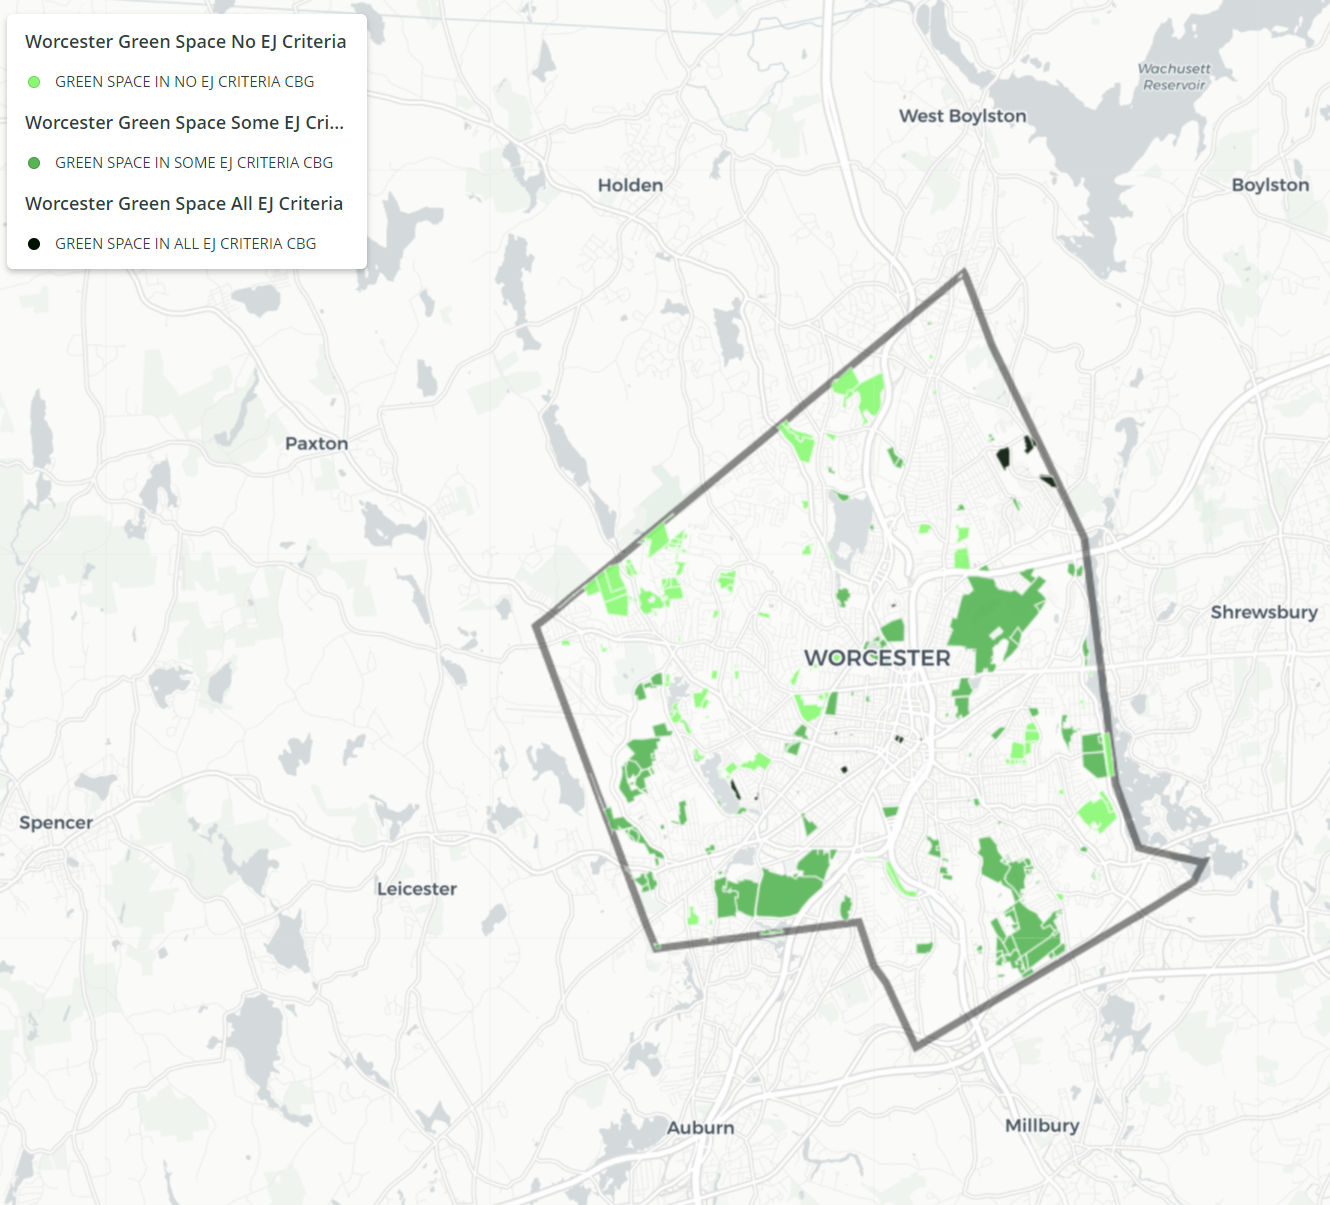 Worcester Green Space No EJ Criteria
GREEN SPACE IN NO EJ CRITERIA CBG
Worcester Green Space Some EJ Cri...
GREEN SPACE IN SOME EJ CRITERIA CBG
Worcester Green Space All EJ Criteria
GREEN SPACE IN ALL EJ CRITERIA CBG
Wachusett
Reservoir
West Boylston
Holden
Boylston
Paxton
Shrewsbury
WORCESTER
Spencer
Leicester
Auburn
Millbury